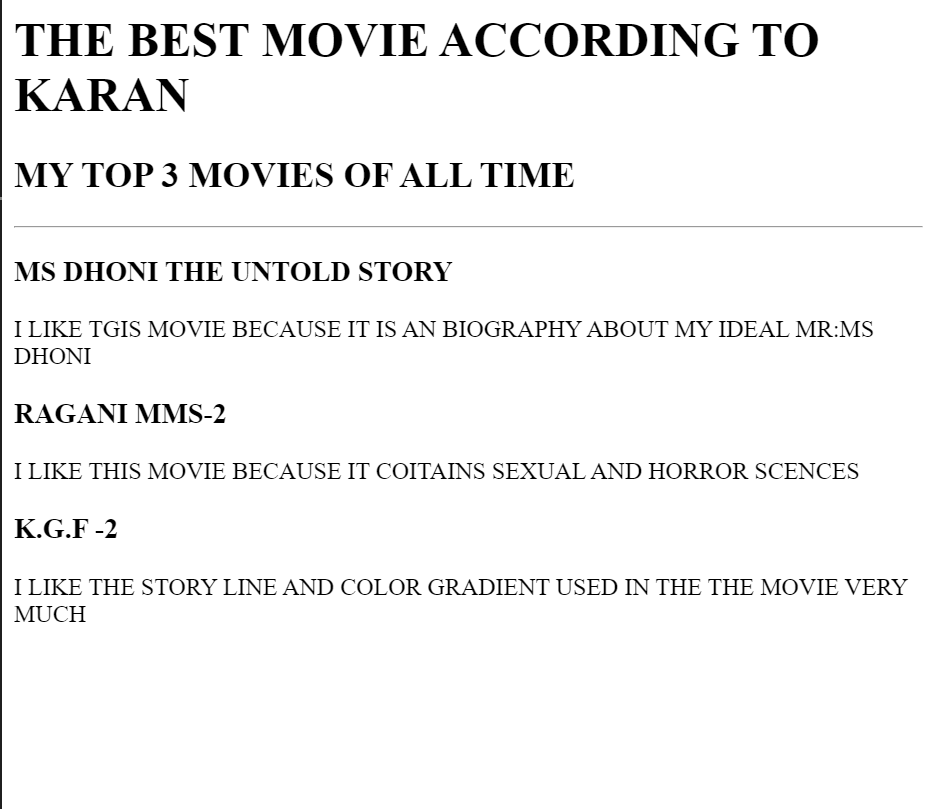 THE BEST MOVIE ACCORDING TO
KARAN
MY TOP 3 MOVIES OF ALL TIME
MS DHONI THE UNTOLD STORY
I LIKE TGIS MOVIE BECAUSE IT IS AN BIOGRAPHY ABOUT MY IDEAL MR:MS
DHONI
RAGANI MMS-2
I LIKE THIS MOVIE BECAUSE IT COITAINS SEXUAL AND HORROR SCENCES
K.G.F -2
I LIKE THE STORY LINE AND COLOR GRADIENT USED IN THE THE MOVIE VERY
MUCH